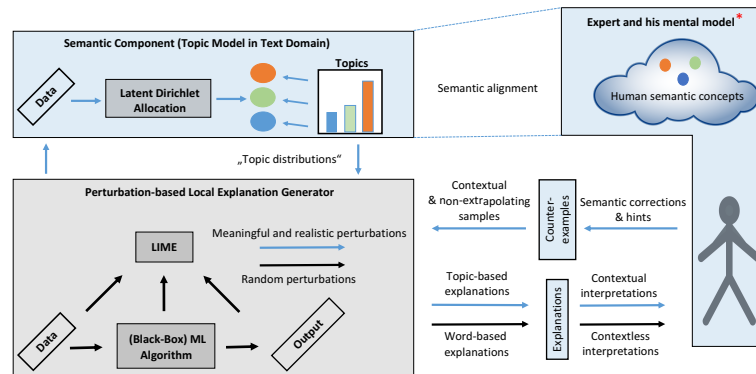 Expert and his mental model*
Semantic Component (Topic Model in Text Domain)
Topics
Data
Latent Dirichlet
Allocation
Semantic alignment
Human semantic concepts
„Topic distributions“
Perturbation-based Local Explanation Generator
Contextual
& non-extrapolating
samples
Counter-
examples
Semantic corrections
& hints
LIME
Meaningful and realistic perturbations
Random perturbations
Topic-based
explanations
Explanations
Contextual
interpretations
Data
(Black-Box) ML
Algorithm
Output
Word-based
explanations
Contextless
interpretations